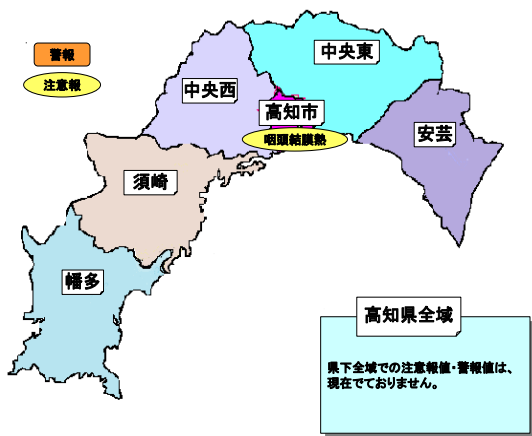 警報
注意報
中央東
中央西
高知市
咽頭結膜熱
安芸
須崎
幡多
高知県全域
県下全域での注意報値・警報値は、
現在でておりません。